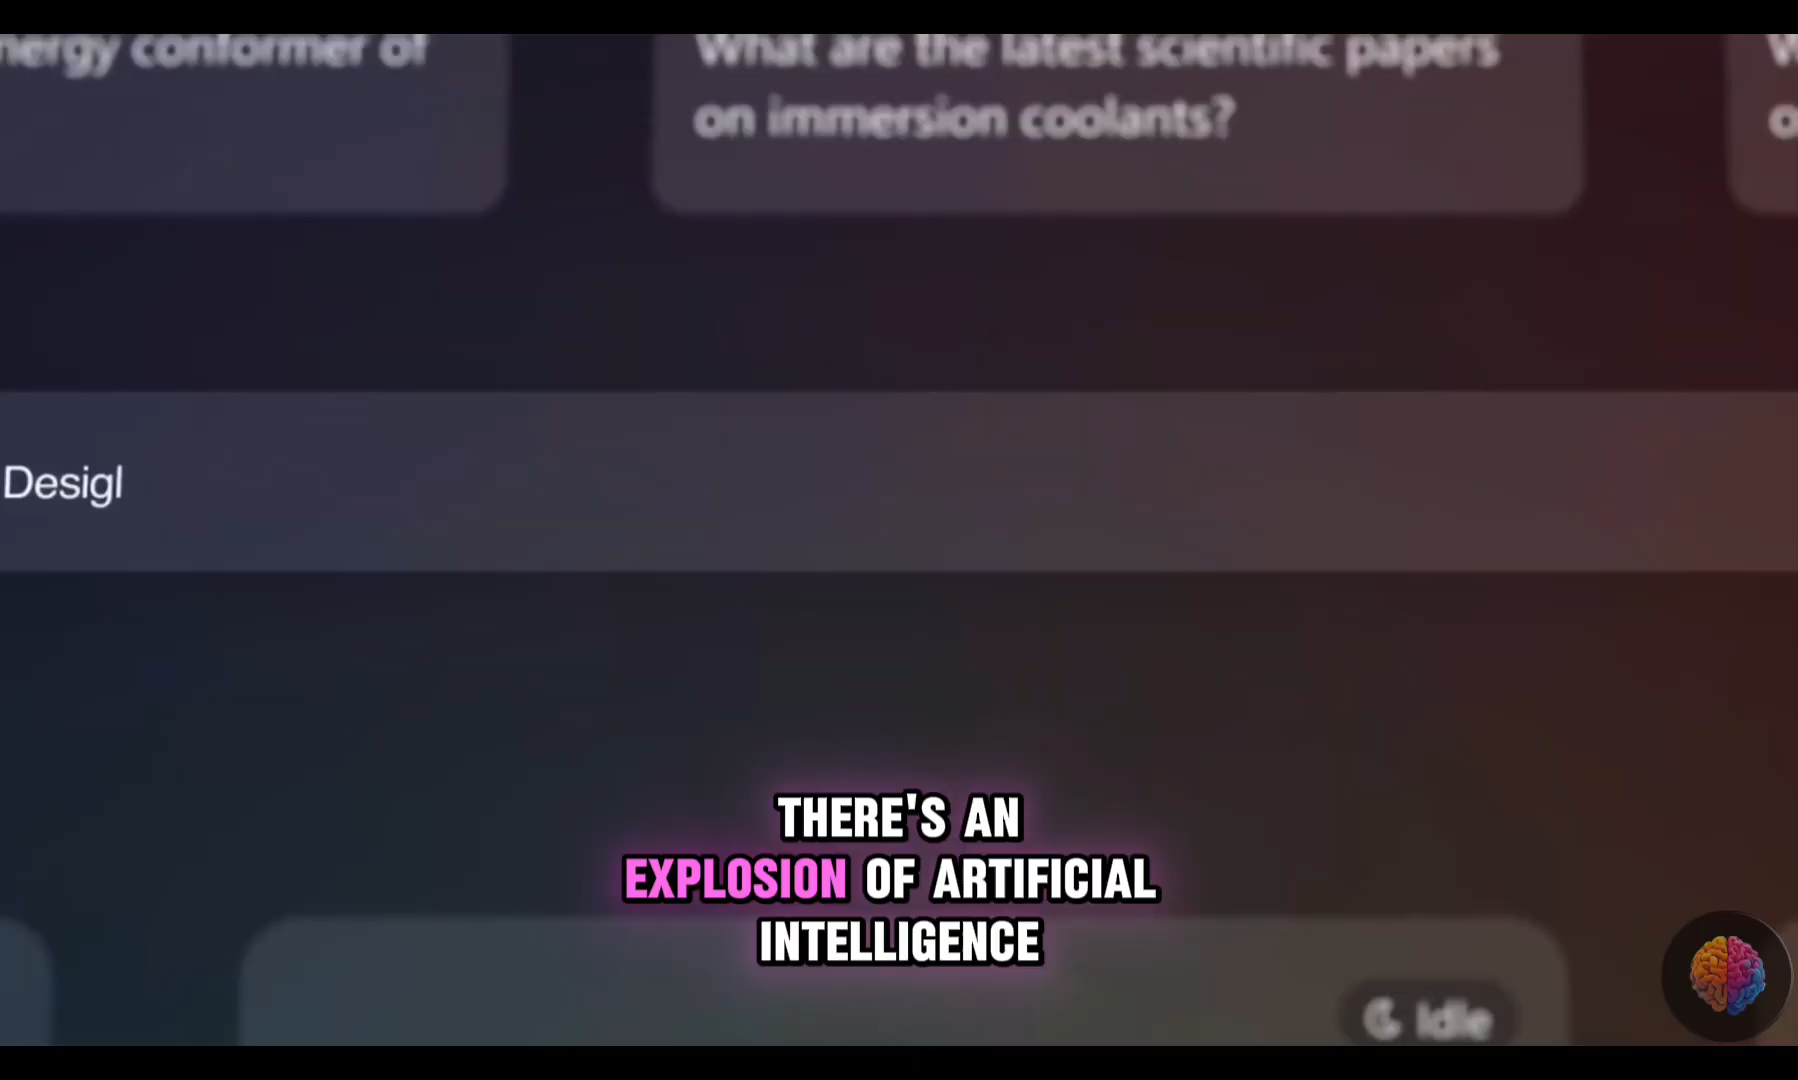 nergy conformer of
What are the latest scientific papers
on immersion coolants?
Desigl
THERE'S AN
EXPLOSION OF ARTIFICIAL
INTELLIGENCE
Idle